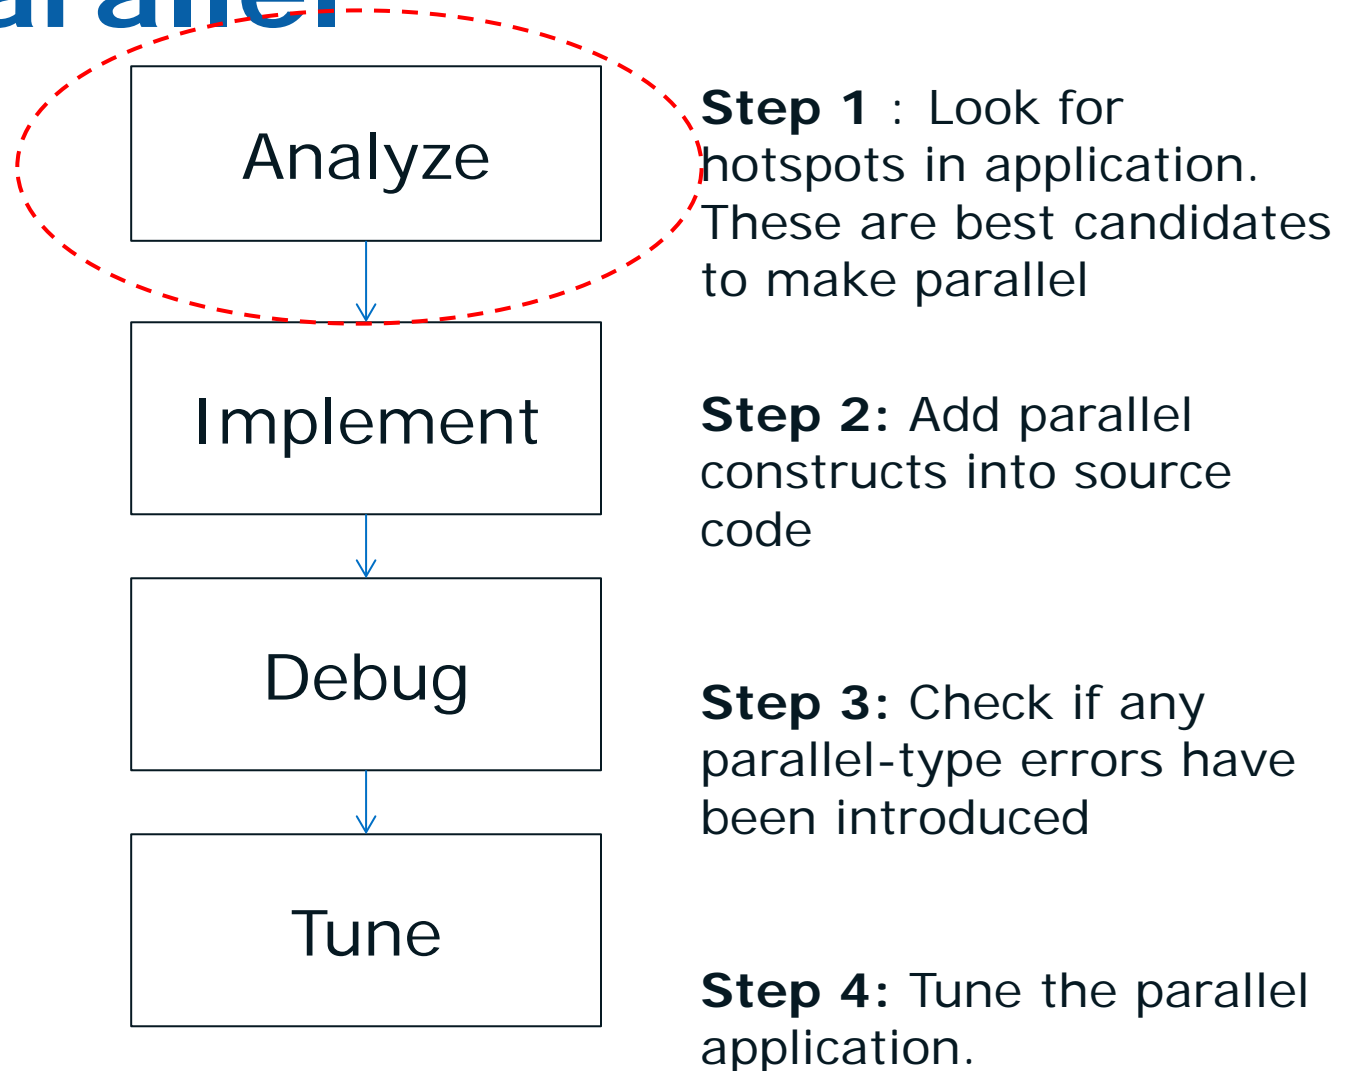 Analyze
Step 1 : Look for
hotspots in application.
These are best candidates
to make parallel
Implement
Step 2: Add parallel
constructs into source
code
Debug
Step 3: Check if any
parallel-type errors have
been introduced
Tune
Step 4: Tune the parallel
application.